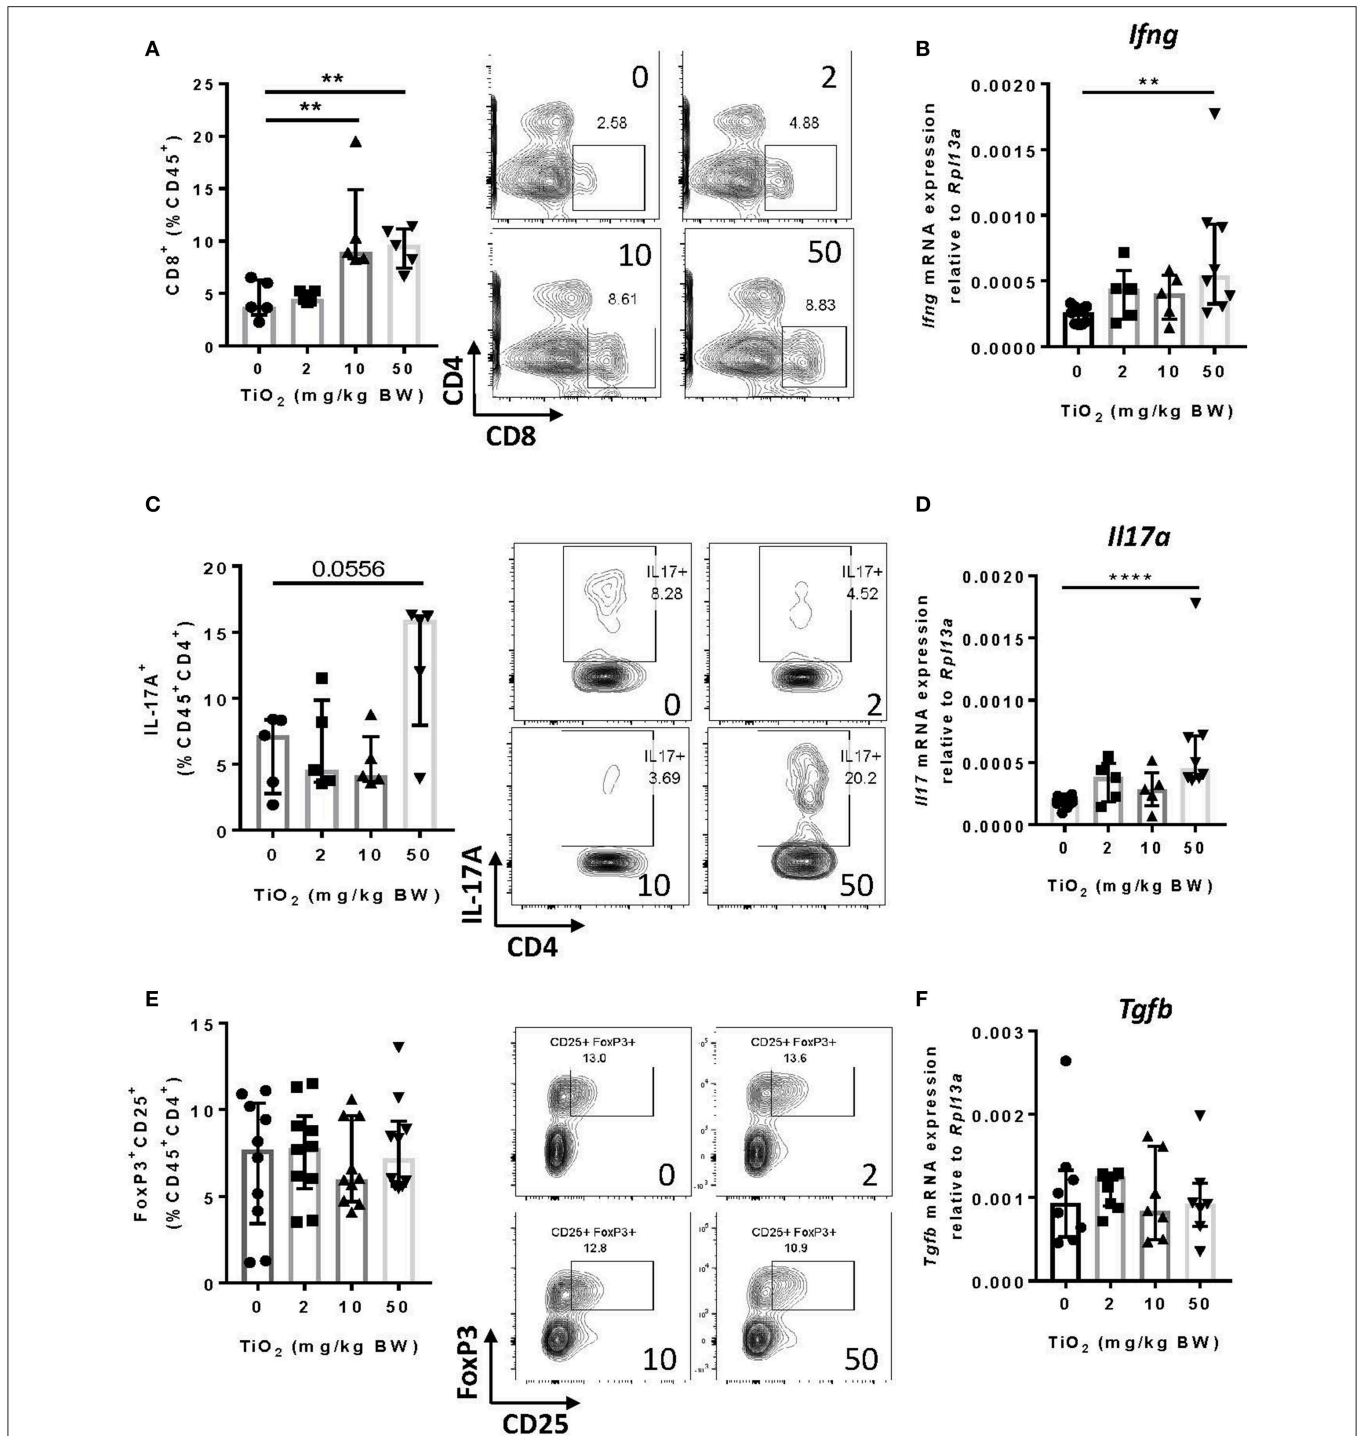 A
CD8+ (% CD45+)
25
20
15
10
5
0
**
**
0 2 10 50
TiO2 (mg/kg BW)
0
2.58
2
4.88
10
8.61
50
8.83
CD4
CD8
B
Ifng
Ifng mRNA expression
relative to Rpl13a
0.0020
0.0015
0.0010
0.0005
0.0000
**
0 2 10 50
TiO2 (mg/kg BW)
C
IL-17A+
(% CD45+CD4+)
20
15
10
5
0
0.0556
0 2 10 50
TiO2 (mg/kg BW)
IL17+
8.28
0
IL17+
4.52
2
IL17+
3.69
10
IL17+
20.2
50
IL-17A
CD4
D
Il17a
Il17 mRNA expression
relative to Rpl13a
0.0020
0.0015
0.0010
0.0005
0.0000
****
0 2 10 50
TiO2 (mg/kg BW)
E
FoxP3+CD25+
(% CD45+CD4+)
15
10
5
0
0 2 10 50
TiO2 (mg/kg BW)
CD25+ FoxP3+
13.0
0
CD25+ FoxP3+
13.6
2
CD25+ FoxP3+
12.8
10
CD25+ FoxP3+
10.9
50
FoxP3
CD25
F
Tgfb
Tgfb mRNA expression
relative to Rpl13a
0.003
0.002
0.001
0.000
0 2 10 50
TiO2 (mg/kg BW)